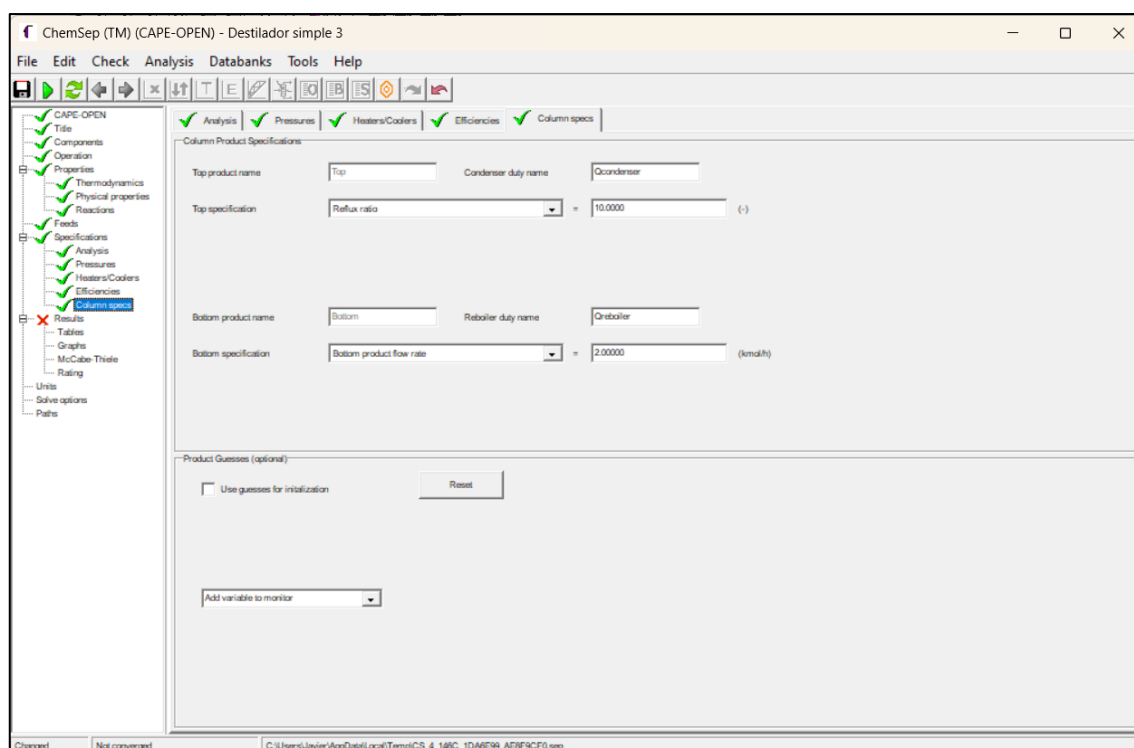 ChemSep (TM) (CAPE-OPEN) - Destilador simple 3
File Edit Check Analysis Databanks Tools Help
CAPE-OPEN
Title
Components
Operation
Properties
Thermodynamics
Physical properties
Reactions
Feeds
Specifications
Analysis
Pressures
Heaters/Coolers
Efficiencies
Column specs
Results
Tables
Graphs
McCabe-Thiele
Rating
Units
Solve options
Paths
Analysis Pressures Heaters/Coolers Efficiencies Column specs
Column Product Specifications
Top product name Top Condenser duty name Qcondenser
Top specification Reflux ratio = 10.0000 (-)
Bottom product name Bottom Reboiler duty name Qreboiler
Bottom specification Bottom product flow rate = 2.00000 (kmol/h)
Product Guesses (optional)
Use guesses for initialization Reset
Add variable to monitor
Changed Not converged